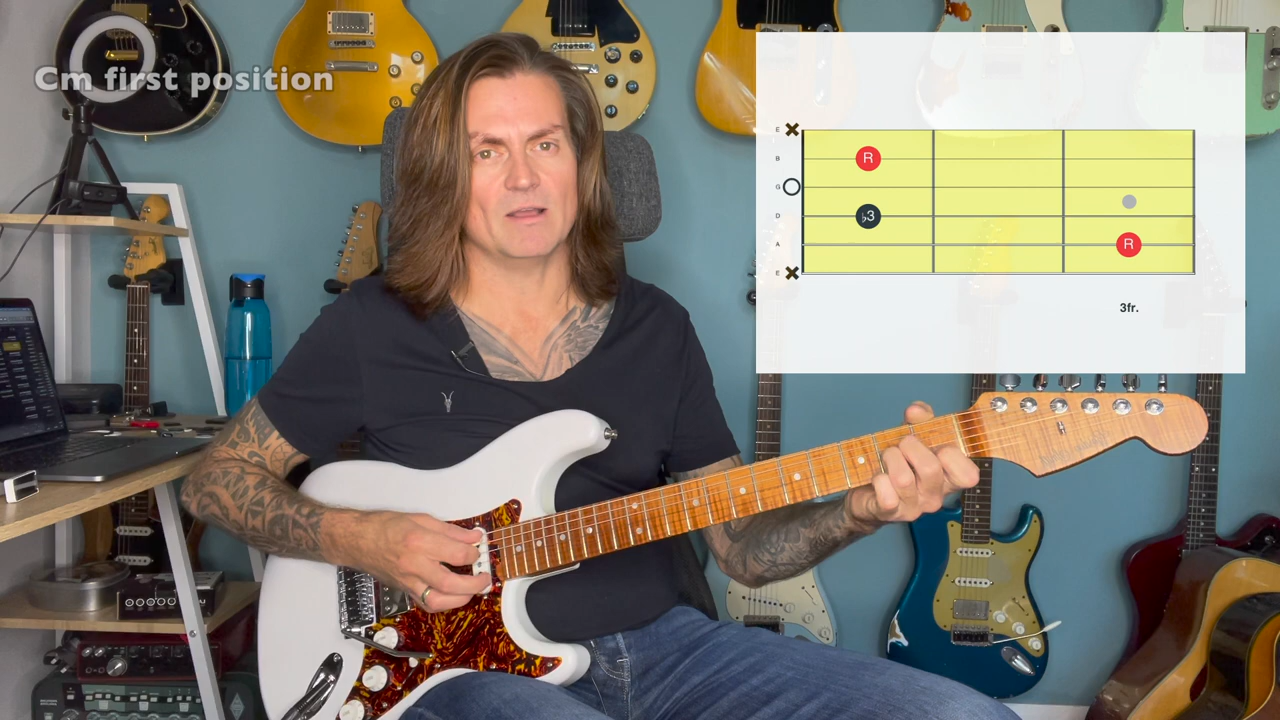 Cm first position
E
B R
G
D ♭3
A R
E
3fr.